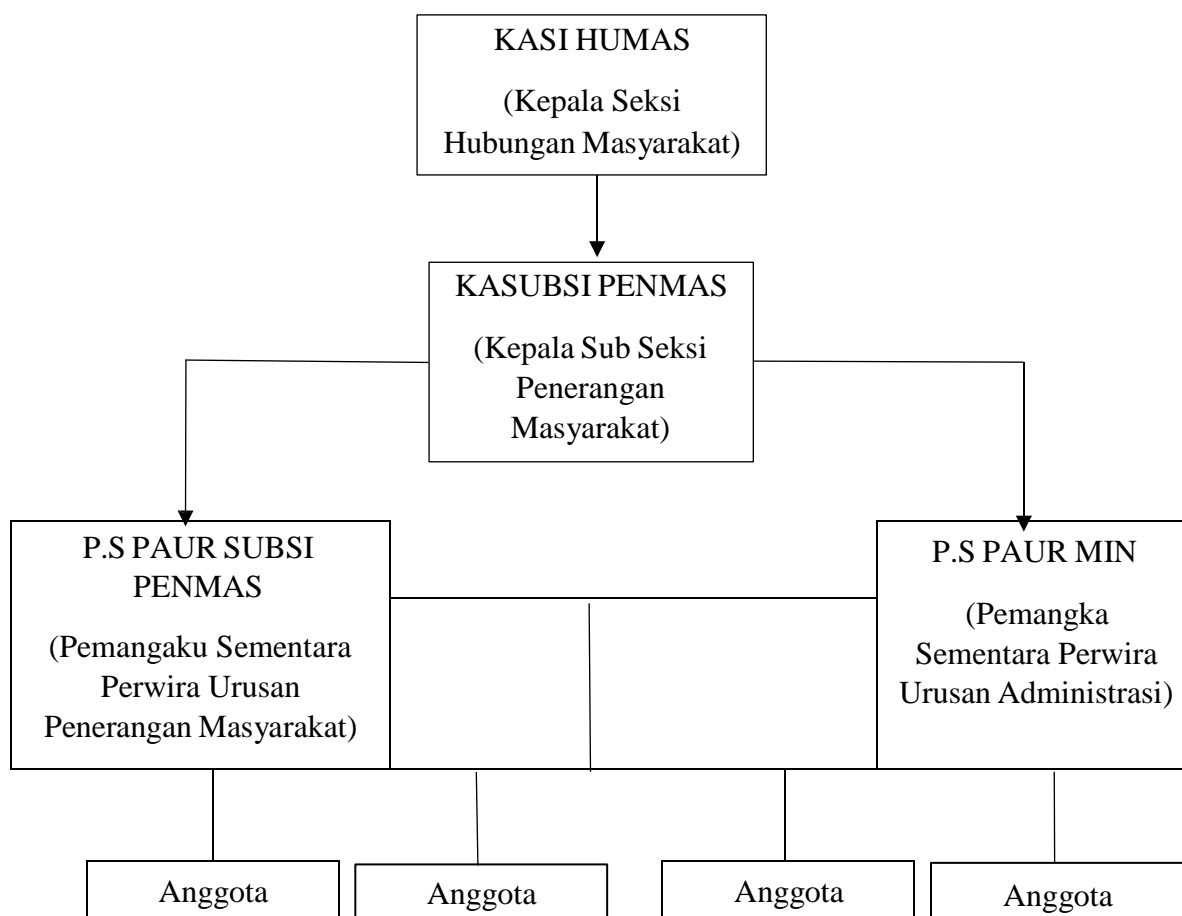 KASI HUMAS
(Kepala Seksi
Hubungan Masyarakat)
KASUBSI PENMAS
(Kepala Sub Seksi
Penerangan
Masyarakat)
P.S PAUR SUBSI
PENMAS
(Pemangaku Sementara
Perwira Urusan
Penerangan Masyarakat)
P.S PAUR MIN
(Pemangka
Sementara Perwira
Urusan Administrasi)
Anggota
Anggota
Anggota
Anggota